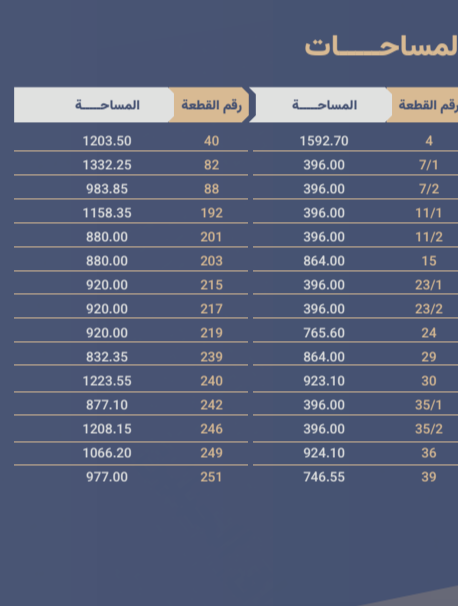 المساحــــات
رقم القطعة المساحــــة رقم القطعة المساحــــة
4 1592.70 40 1203.50
7/1 396.00 82 1332.25
7/2 396.00 88 983.85
11/1 396.00 192 1158.35
11/2 396.00 201 880.00
15 864.00 203 880.00
23/1 396.00 215 920.00
23/2 396.00 217 920.00
24 765.60 219 920.00
29 864.00 239 832.35
30 923.10 240 1223.55
35/1 396.00 242 877.10
35/2 396.00 246 1208.15
36 924.10 249 1066.20
39 746.55 251 977.00